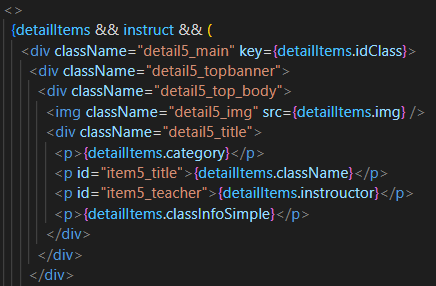 <>
{detailItems && instruct && (
<div className="detail5_main" key={detailItems.idClass}>
<div className="detail5_topbanner">
<div className="detail5_top_body">
<img className="detail5_img" src={detailItems.img} />
<div className="detail5_title">
<p>{detailItems.category}</p>
<p id="item5_title">{detailItems.className}</p>
<p id="item5_teacher">{detailItems.instrouctor}</p>
<p>{detailItems.classInfoSimple}</p>
</div>
</div>
</div>